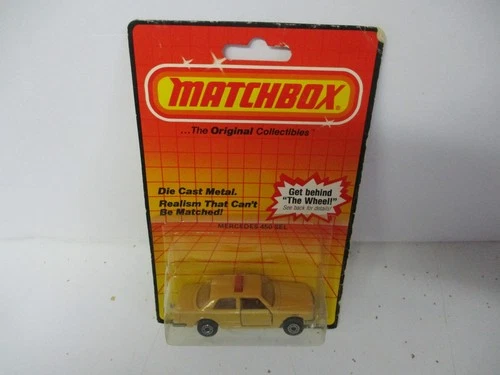 MATCHBOX
...The Original Collectibles™
Die Cast Metal.
Realism That Can't
Be Matched!
Get behind
"The Wheel!"
See back for details!
MERCEDES 450 SEL